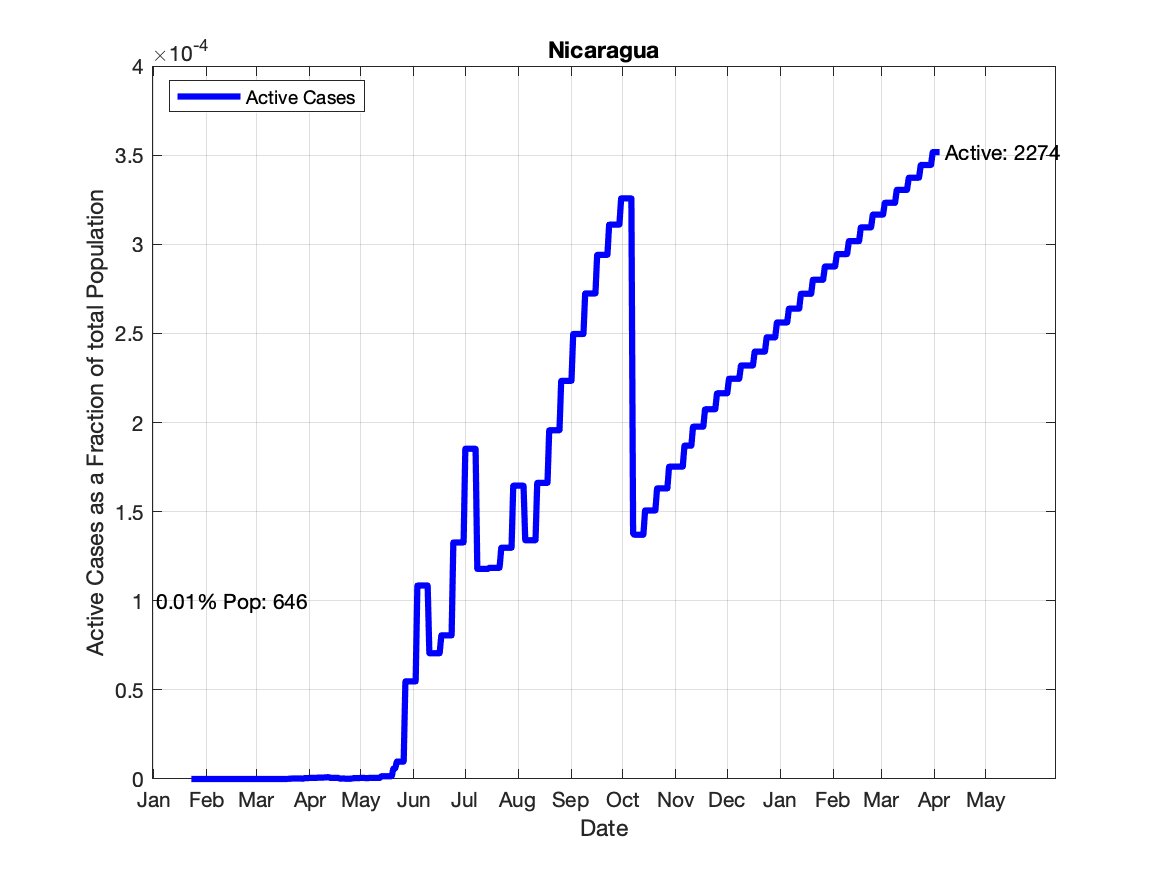 Nicaragua
×10-4
4
3.5
3
2.5
2
1.5
1
0.5
0
Active Cases
Active: 2274
0.01% Pop: 646
Active Cases as a Fraction of total Population
Jan Feb Mar Apr May Jun Jul Aug Sep Oct Nov Dec Jan Feb Mar Apr May
Date